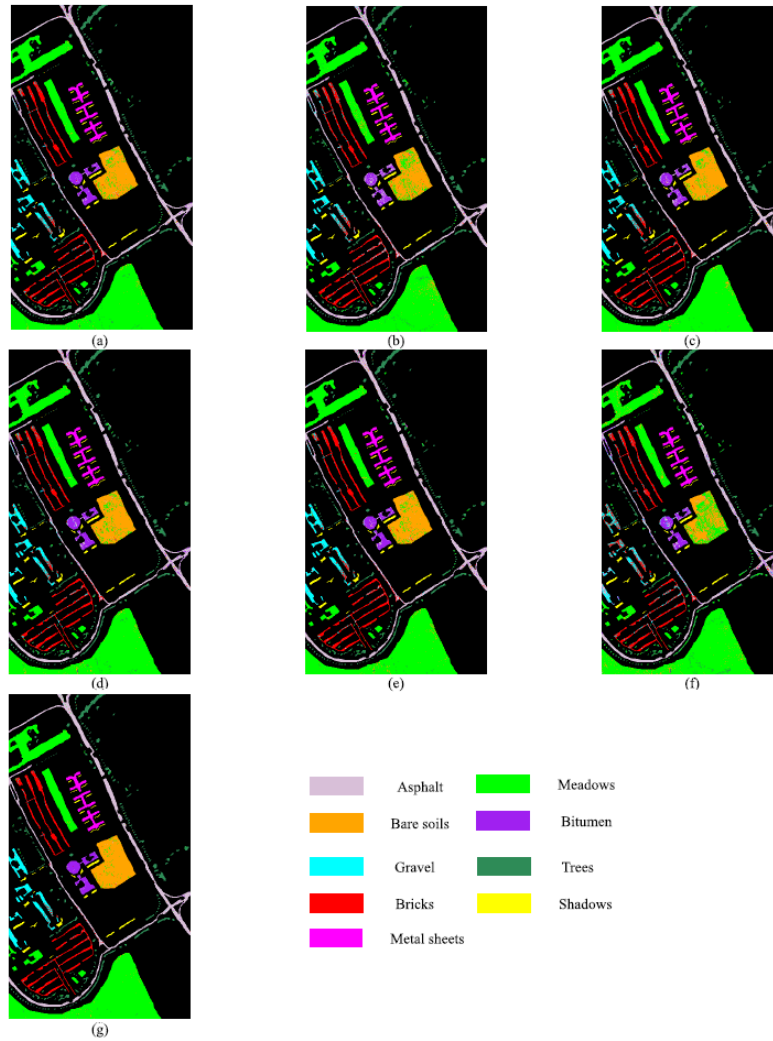 (a)
(b)
(c)
(d)
(e)
(f)
Asphalt
Meadows
Bare soils
Bitumen
Gravel
Trees
Bricks
Shadows
Metal sheets
(g)